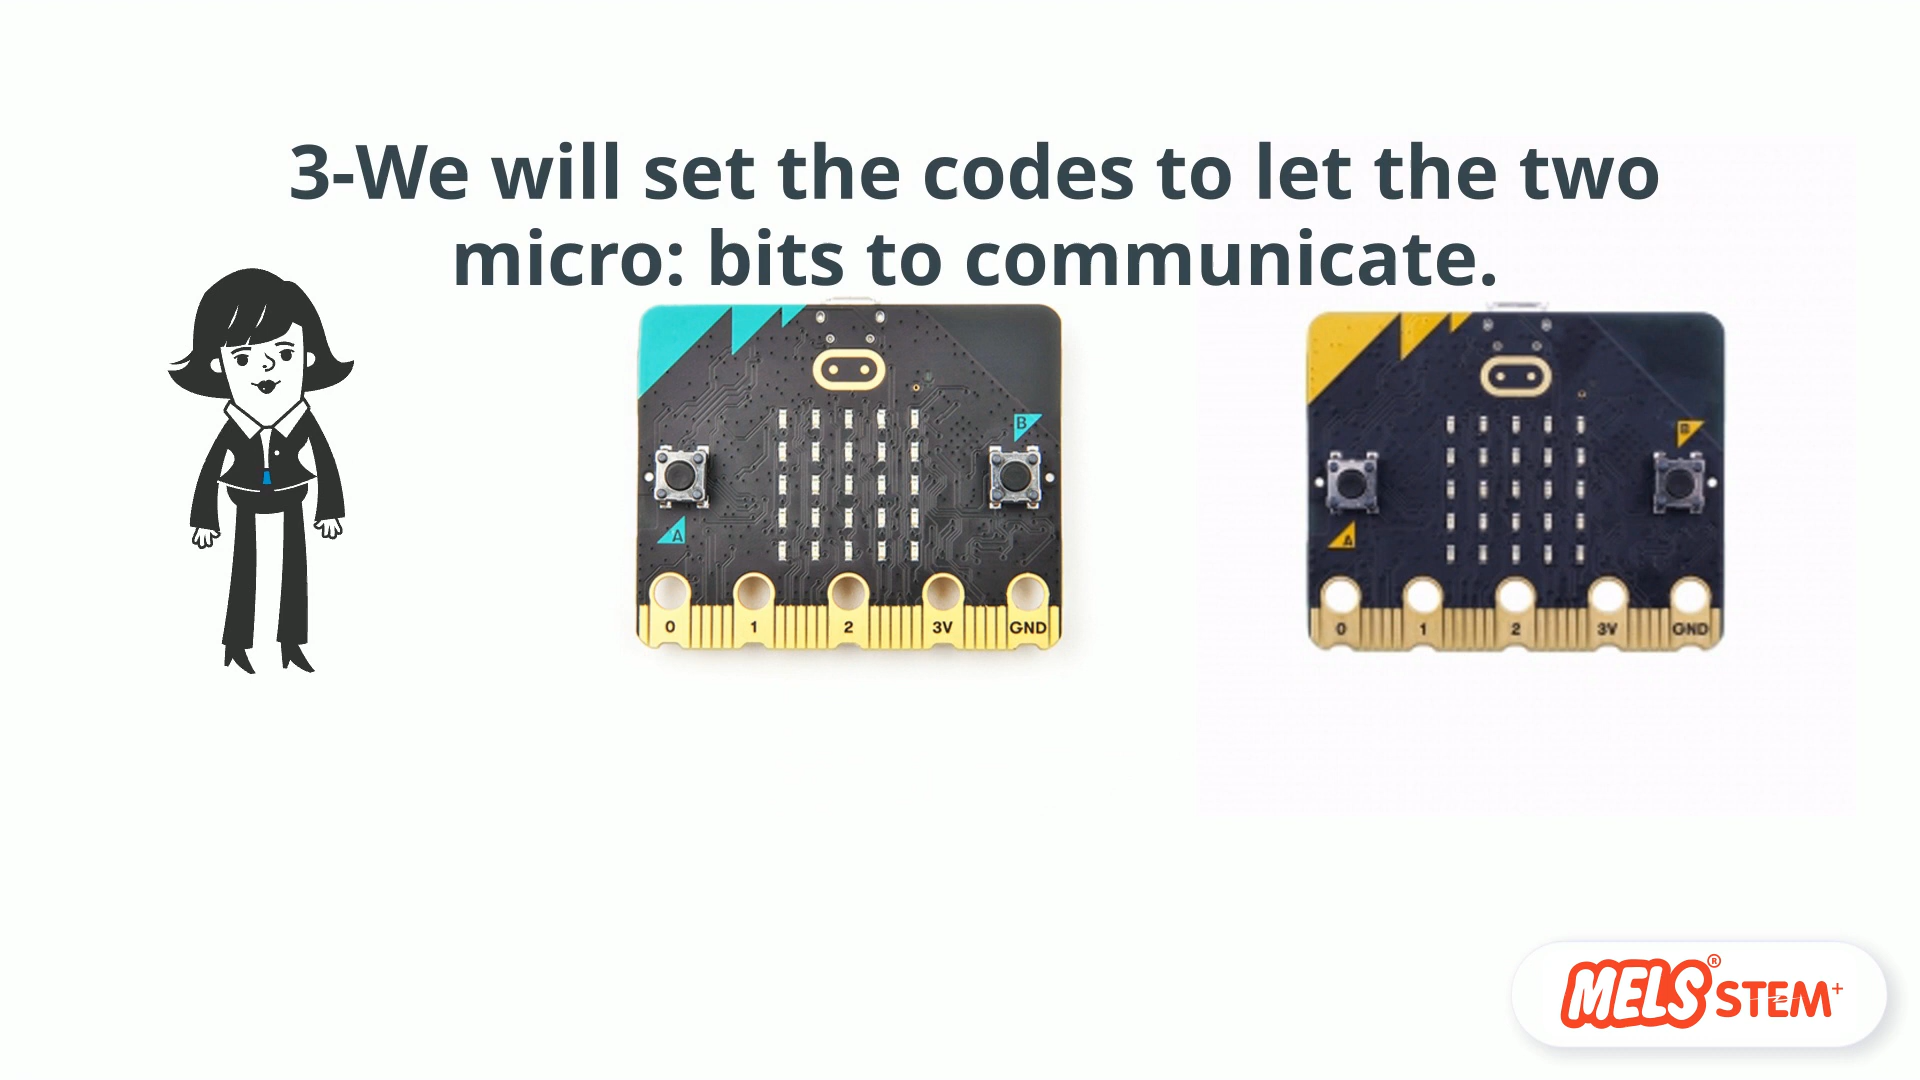 3-We will set the codes to let the two
micro: bits to communicate.
B
A
0 1 2 3V GND
B
A
0 1 2 3V GND
MELS® STEM+